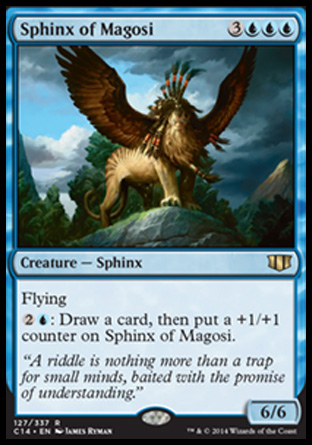 Sphinx of Magosi 3
Creature — Sphinx
Flying
2 : Draw a card, then put a +1/+1
counter on Sphinx of Magosi.
“A riddle is nothing more than a trap
for small minds, baited with the promise
of understanding.”
127/337 R
C14 • EN JAMES RYMAN
™ & © 2014 Wizards of the Coast
6/6